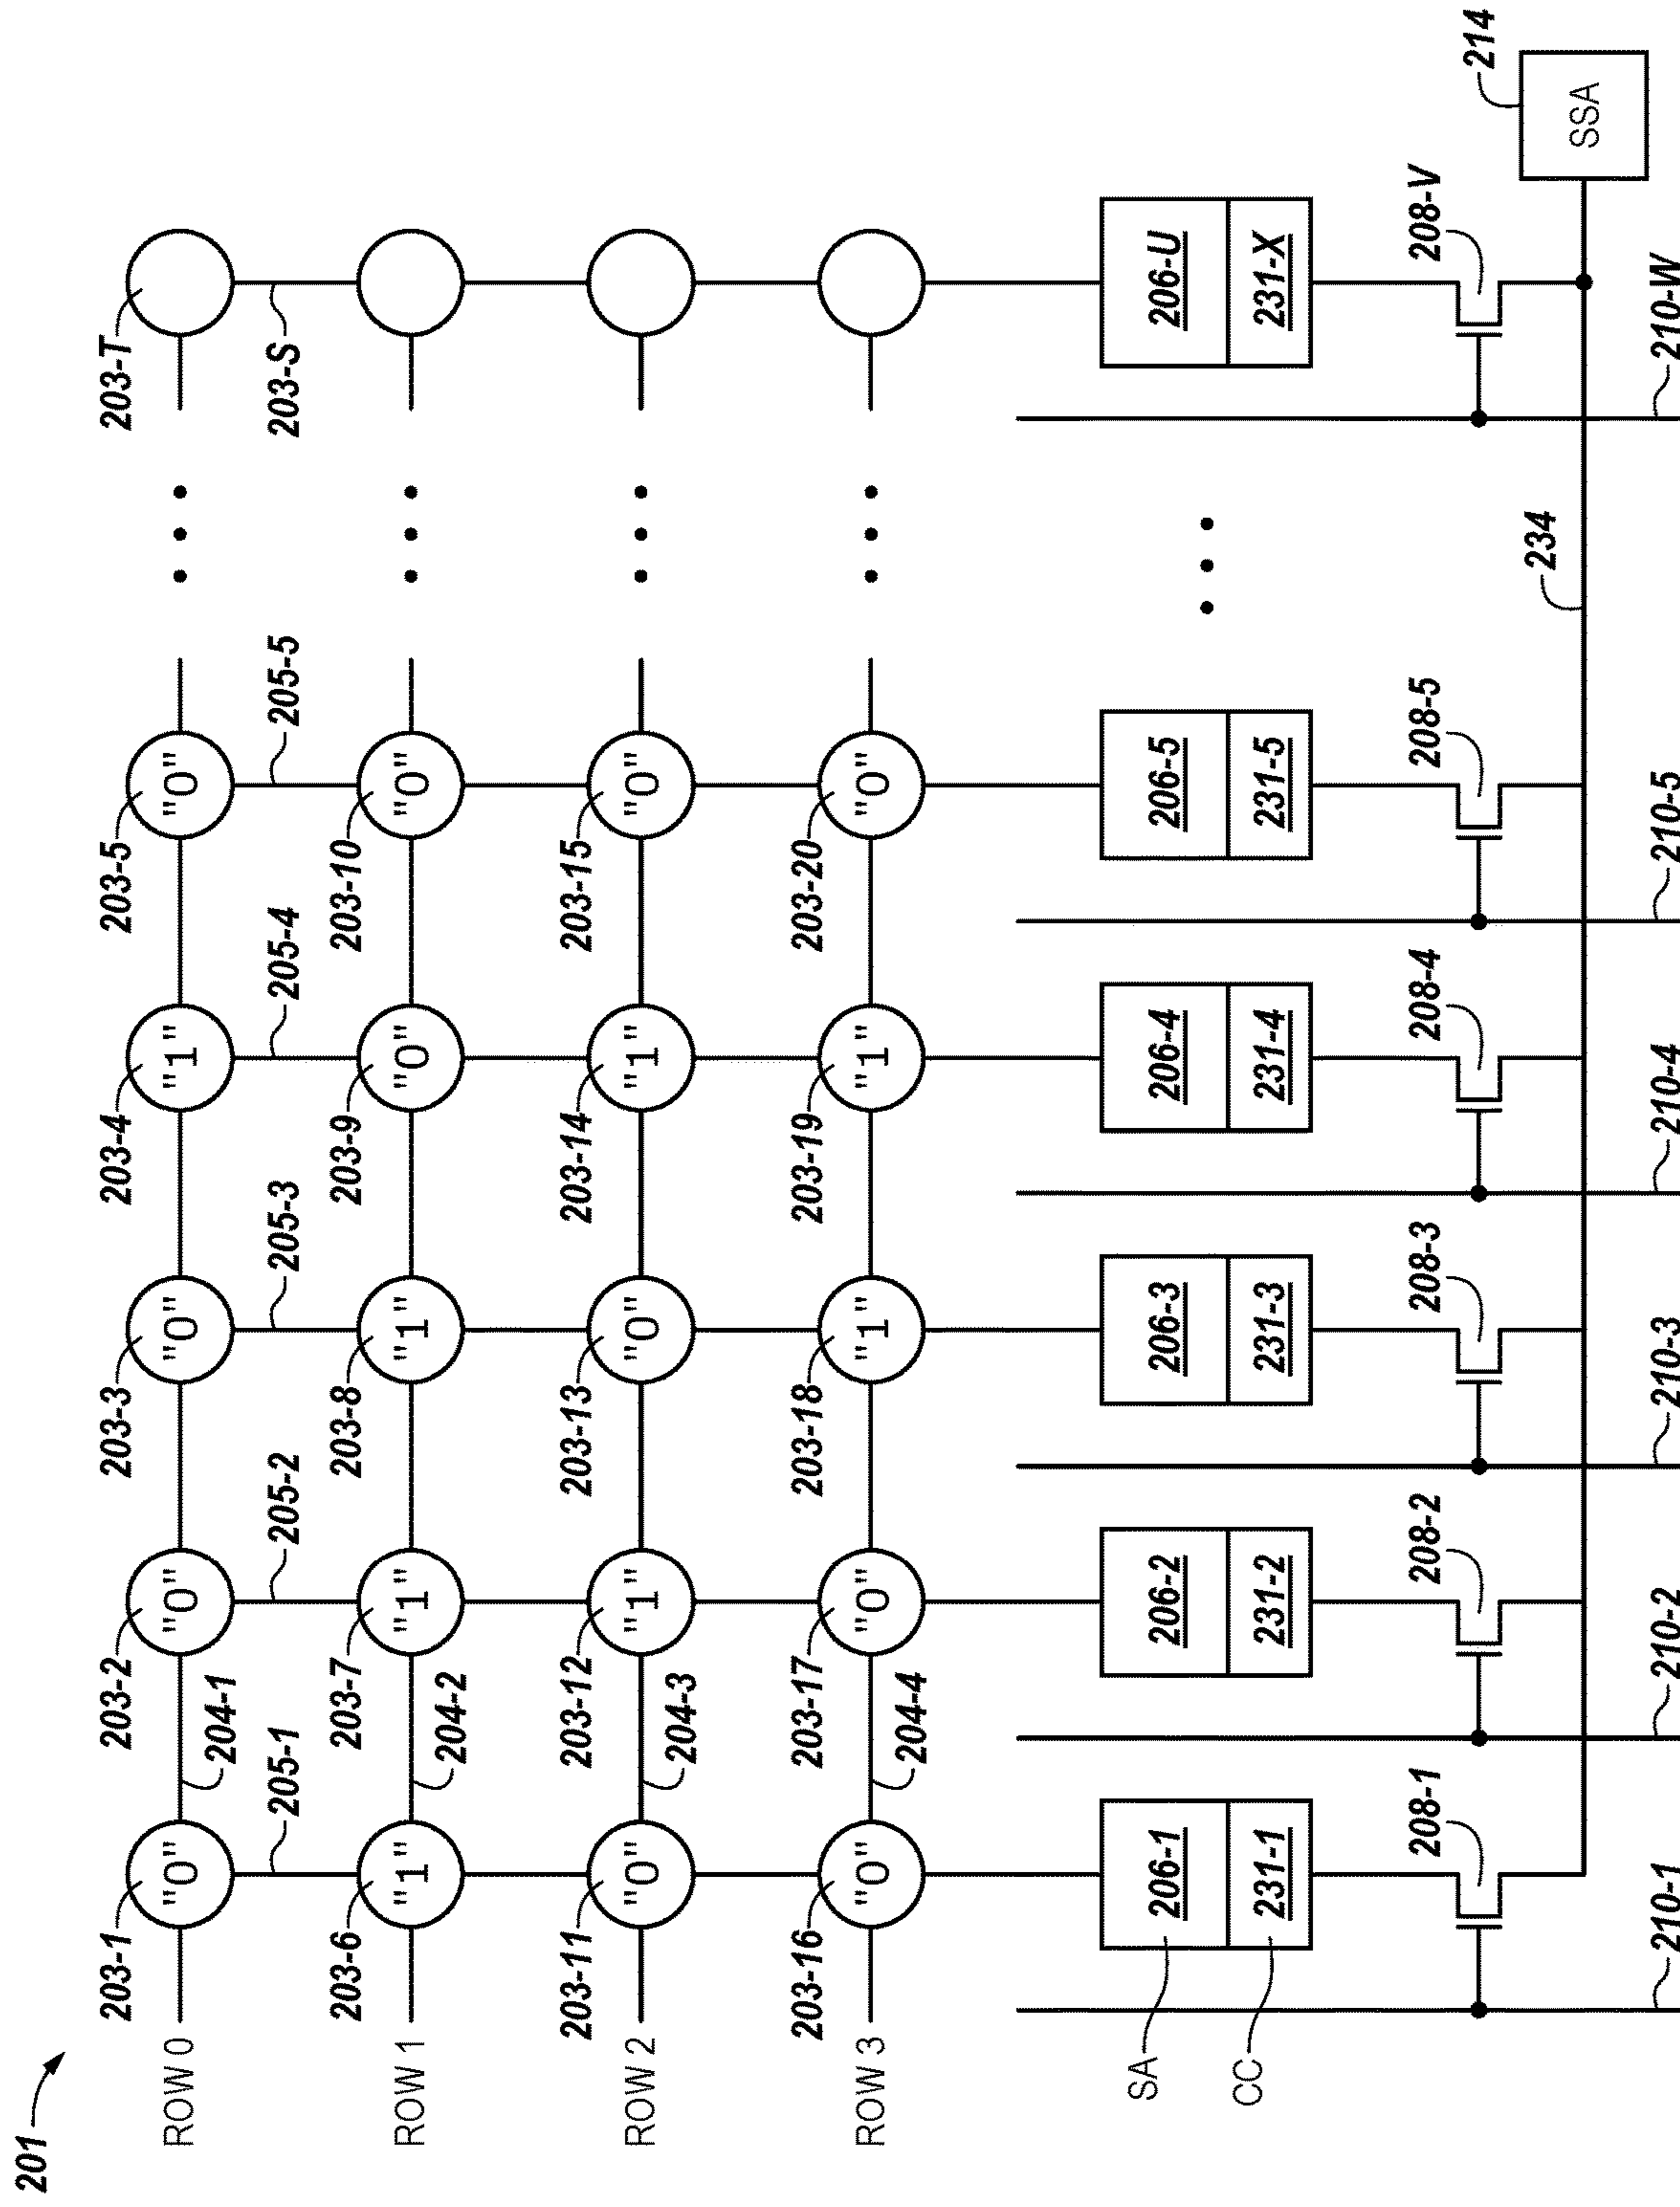 201
203-1 203-2 203-3 203-4 203-5 203-T
ROW 0 "0" "0" "0" "1" "0"
204-1
205-1 205-2 205-3 205-4 205-5 203-S
203-6 203-7 203-8 203-9 203-10
ROW 1 "1" "1" "1" "0" "0"
204-2
203-11 203-12 203-13 203-14 203-15
ROW 2 "0" "1" "0" "1" "0"
204-3
203-16 203-17 203-18 203-19 203-20
ROW 3 "0" "0" "1" "1" "0"
204-4
SA 206-1 206-2 206-3 206-4 206-5 206-U
CC 231-1 231-2 231-3 231-4 231-5 231-X
208-1 208-2 208-3 208-4 208-5 208-V
214
234
SSA
210-1 210-2 210-3 210-4 210-5 210-W